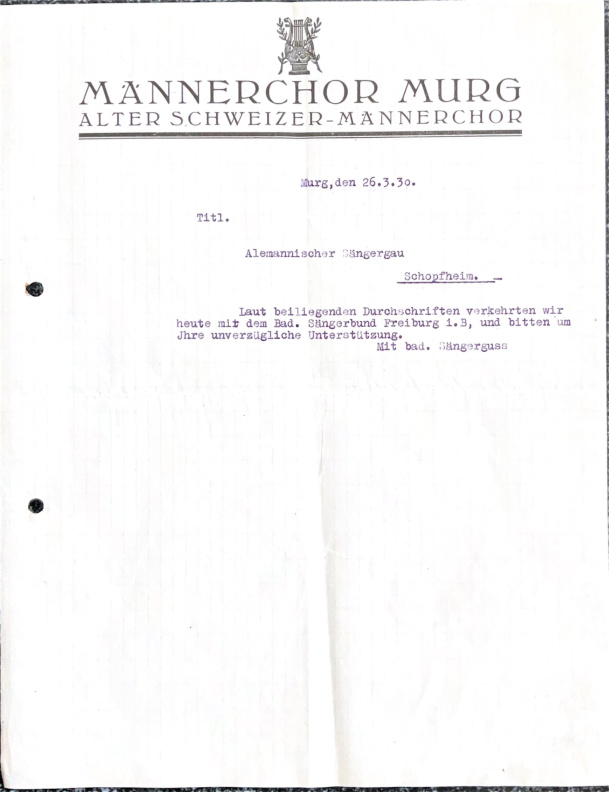 MÄNNERCHOR MURG
ALTER SCHWEIZER-MÄNNERCHOR
Murg,den 26.3.30.
Titl.
Alemannischer Sängergau
Schopfheim. —
Laut beiliegenden Durchschriften verkehrten wir
heute mit dem Bad. Sängerbund Freiburg i.B, und bitten um
Jhre unverzügliche Unterstützung.
Mit bad. Sängerguss